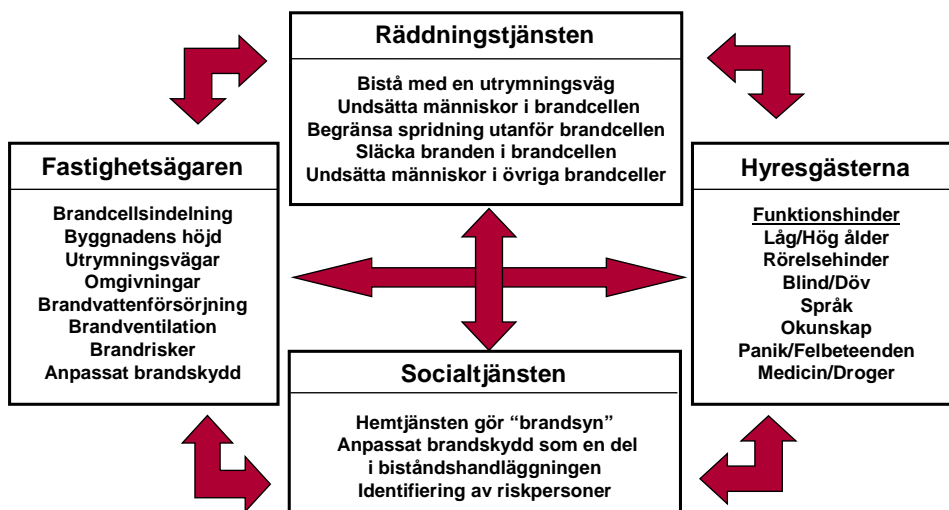 Räddningstjänsten
Bistå med en utrymningsväg
Undsätta människor i brandcellen
Begränsa spridning utanför brandcellen
Släcka branden i brandcellen
Undsätta människor i övriga brandceller
Fastighetsägaren
Brandcellsindelning
Byggnadens höjd
Utrymningsvägar
Omgivningar
Brandvattenförsörjning
Brandventilation
Brandrisker
Anpassat brandskydd
Hyresgästerna
Funktionshinder
Låg/Hög ålder
Rörelsehinder
Blind/Döv
Språk
Okunskap
Panik/Felbeteenden
Medicin/Droger
Socialtjänsten
Hemtjänsten gör “brandsyn”
Anpassat brandskydd som en del
i biståndshandläggningen
Identifiering av riskpersoner